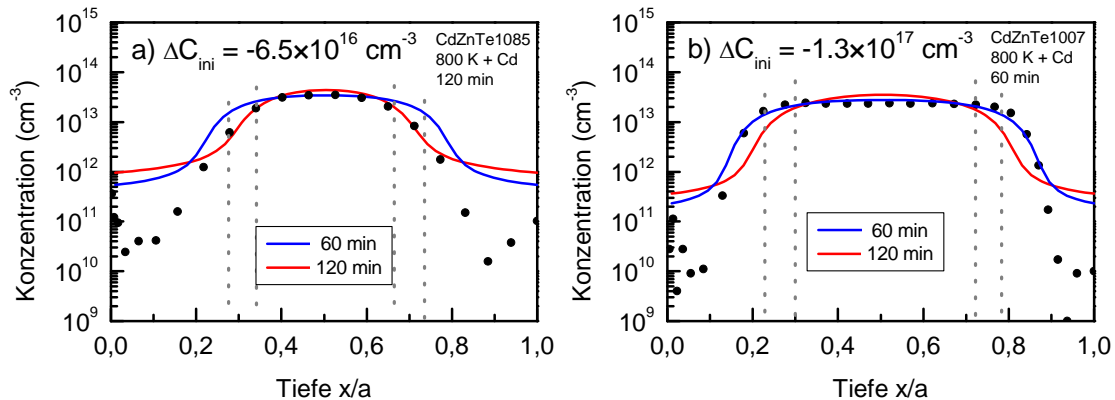 a) ΔC_ini = -6.5×10^16 cm^-3
CdZnTe1085
800 K + Cd
120 min
Konzentration (cm^-3)
10^15
10^14
10^13
10^12
10^11
10^10
10^9
60 min
120 min
0,0 0,2 0,4 0,6 0,8 1,0
Tiefe x/a
b) ΔC_ini = -1.3×10^17 cm^-3
CdZnTe1007
800 K + Cd
60 min
Konzentration (cm^-3)
10^15
10^14
10^13
10^12
10^11
10^10
10^9
60 min
120 min
0,0 0,2 0,4 0,6 0,8 1,0
Tiefe x/a